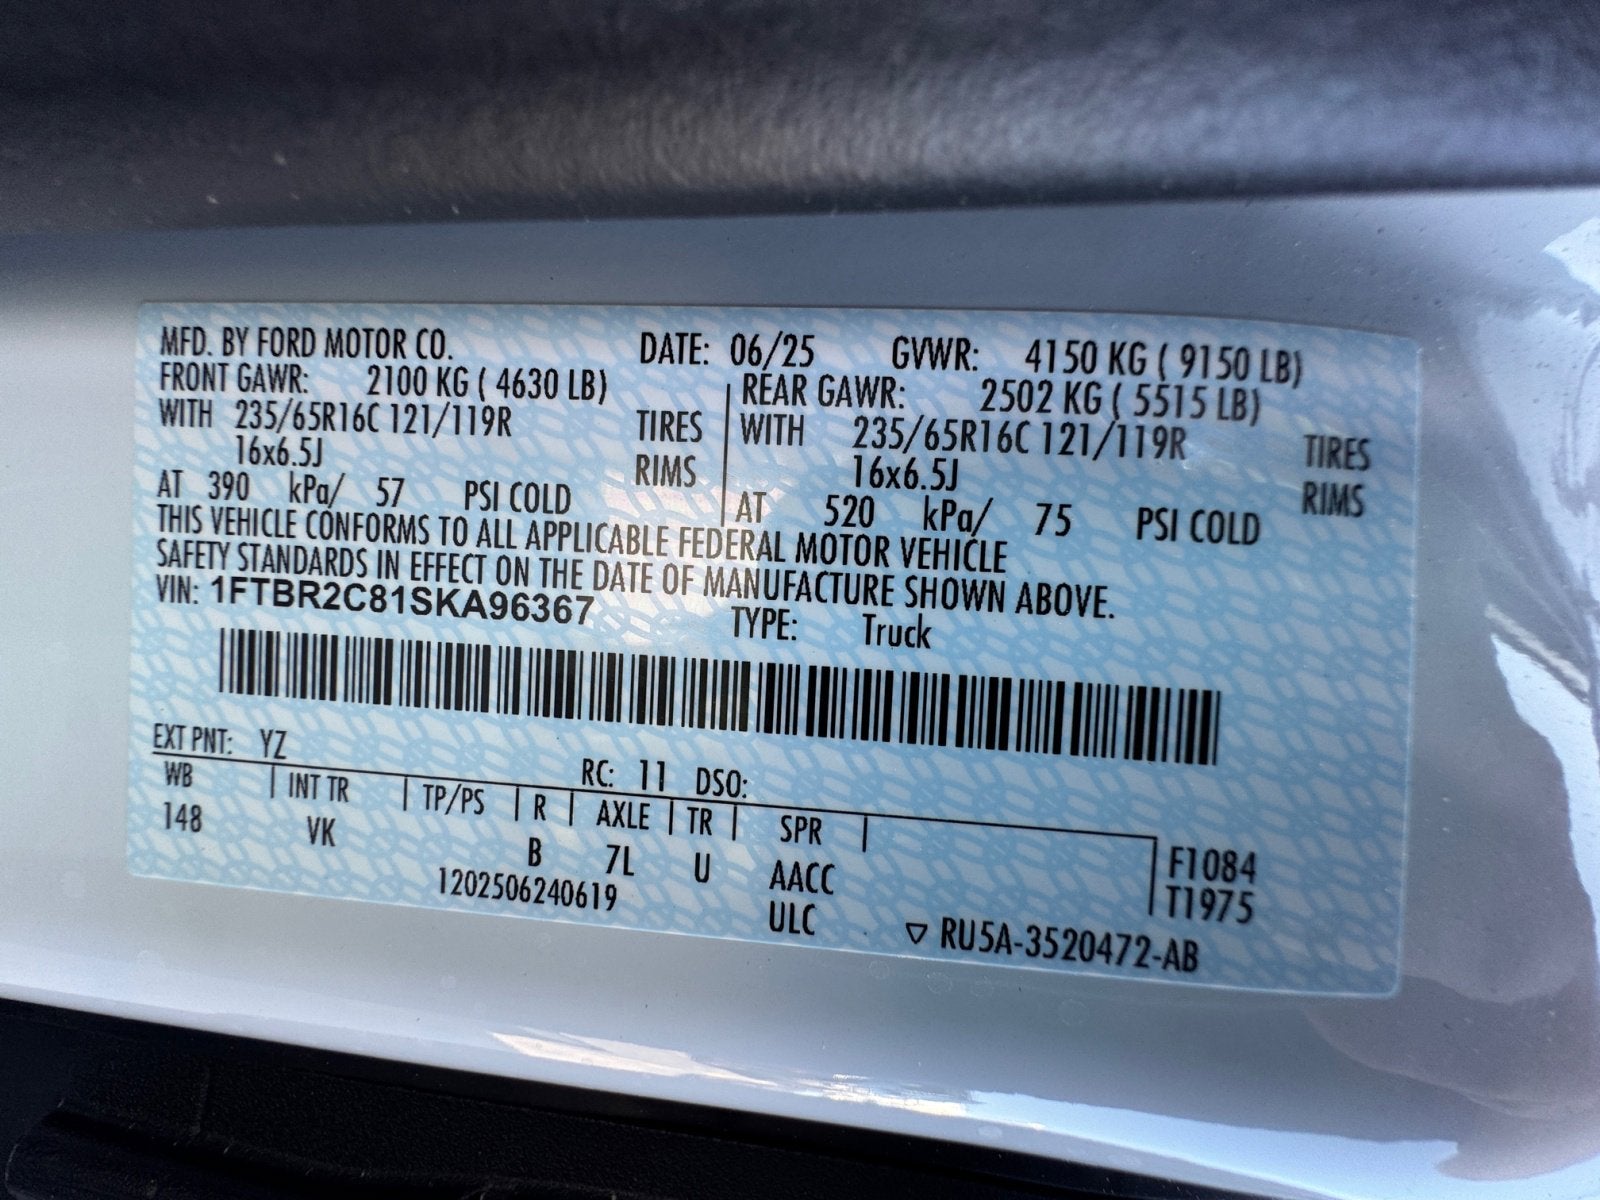 MFD. BY FORD MOTOR CO. DATE: 06/25 GVWR: 4150 KG ( 9150 LB)
FRONT GAWR: 2100 KG ( 4630 LB) REAR GAWR: 2502 KG ( 5515 LB)
WITH 235/65R16C 121/119R TIRES WITH 235/65R16C 121/119R TIRES
16x6.5J RIMS 16x6.5J RIMS
AT 390 kPa/ 57 PSI COLD AT 520 kPa/ 75 PSI COLD
THIS VEHICLE CONFORMS TO ALL APPLICABLE FEDERAL MOTOR VEHICLE
SAFETY STANDARDS IN EFFECT ON THE DATE OF MANUFACTURE SHOWN ABOVE.
VIN: 1FTBR2C81SKA96367 TYPE: Truck
EXT PNT: YZ RC: 11 DSO:
WB INT TR TP/PS R AXLE TR SPR
148 VK B 7L U AACC F1084
1202506240619 ULC T1975
▽ RU5A-3520472-AB